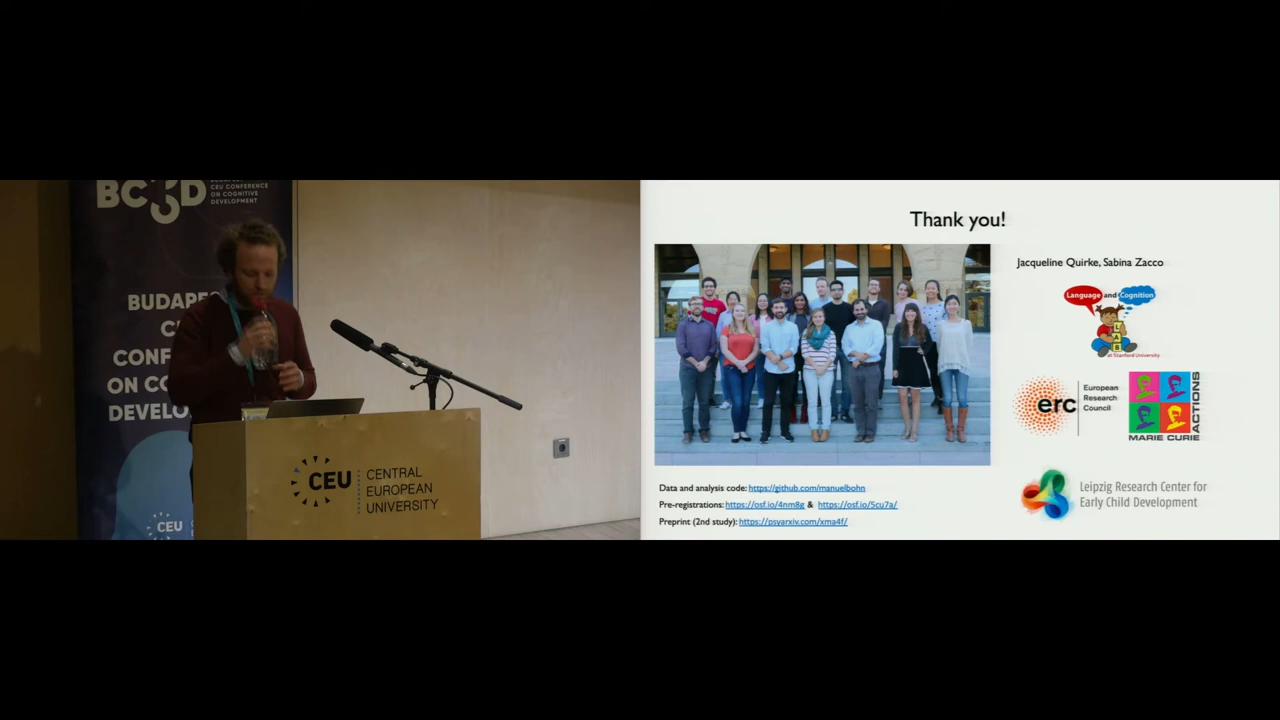 BC3D
CEU CONFERENCE
ON COGNITIVE
DEVELOPMENT
BUDAPE
CONF
ON CO
DEVELO
CEU
CEU
CENTRAL
EUROPEAN
UNIVERSITY
Thank you!
Jacqueline Quirke, Sabina Zacco
Language and Cognition
LAB
at Stanford University
erc
European
Research
Council
MARIE CURIE
ACTIONS
Leipzig Research Center for
Early Child Development
Data and analysis code: https://github.com/manuelbohn
Pre-registrations: https://osf.io/4nm8g & https://osf.io/5cu7a/
Preprint (2nd study): https://psyarxiv.com/xma4f/